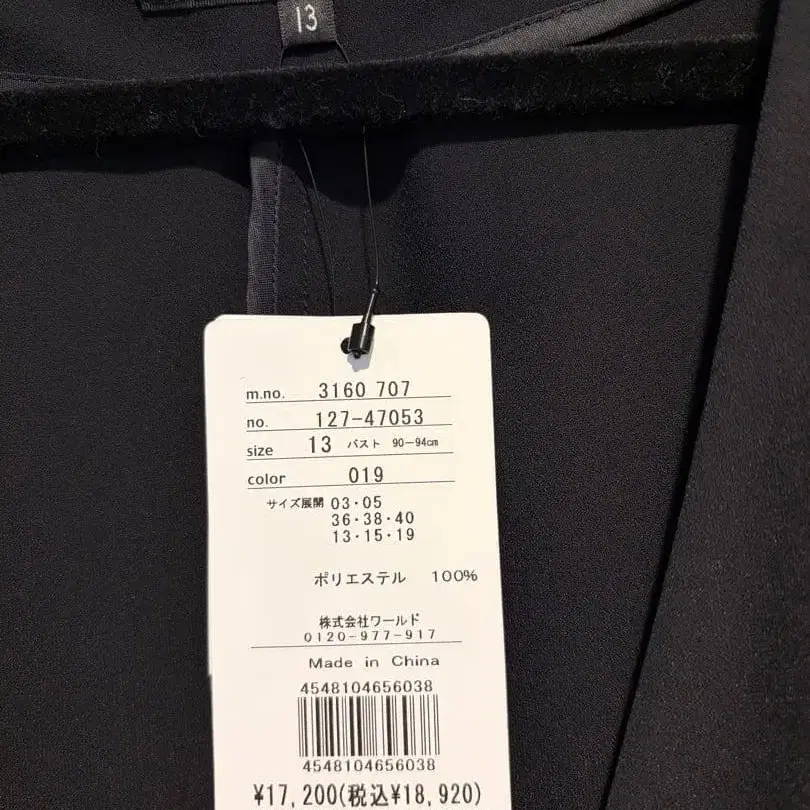 13
m.no. 3160 707
no. 127-47053
size 13 バスト 90-94cm
color 019
サイズ展開 03・05
36・38・40
13・15・19
ポリエステル 100%
株式会社ワールド
0120-977-917
Made in China
4548104656038
4548104656038
¥17,200(税込¥18,920)